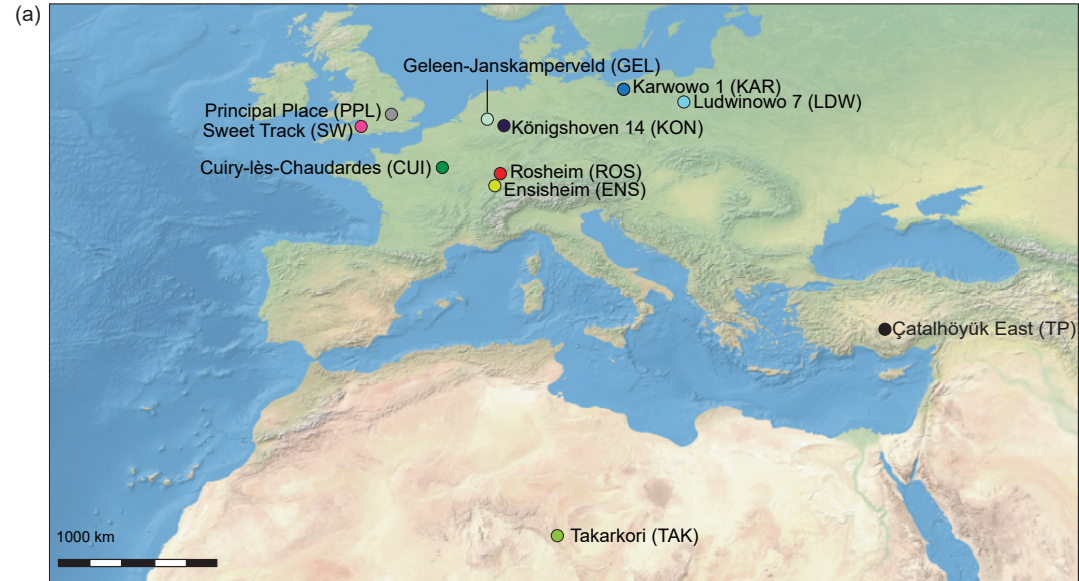 (a)
Geleen-Janskamperveld (GEL)
Karwowo 1 (KAR)
Ludwinowo 7 (LDW)
Principal Place (PPL)
Sweet Track (SW)
Königshoven 14 (KON)
Cuiry-lès-Chaudardes (CUI)
Rosheim (ROS)
Ensisheim (ENS)
Çatalhöyük East (TP)
1000 km
Takarkori (TAK)